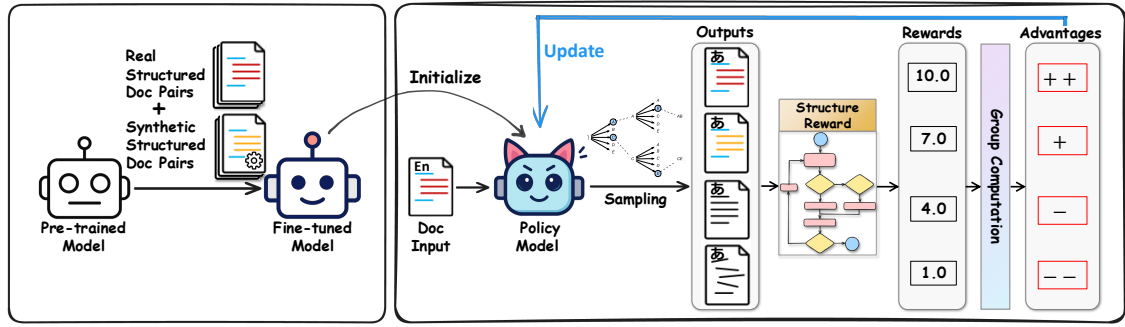 Real
Structured
Doc Pairs
+
Synthetic
Structured
Doc Pairs
Pre-trained
Model
Fine-tuned
Model
Initialize
Update
En
Doc
Input
Policy
Model
Sampling
Outputs
あ
あ
あ
あ
Structure
Reward
Rewards
10.0
7.0
4.0
1.0
Group Computation
Advantages
+ +
+
−
− −